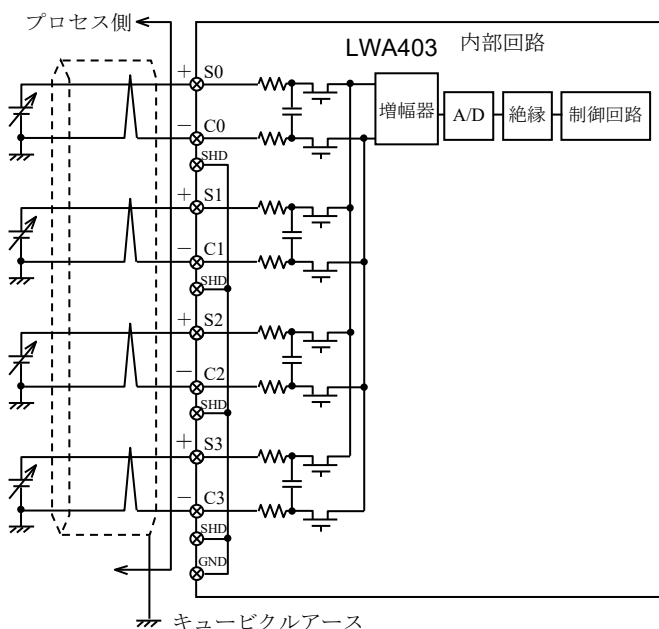 プロセス側
LWA403 内部回路
+ S0
− C0
SHD
増幅器
A/D
絶縁
制御回路
+ S1
− C1
SHD
+ S2
− C2
SHD
+ S3
− C3
SHD
GND
キュービクルアース